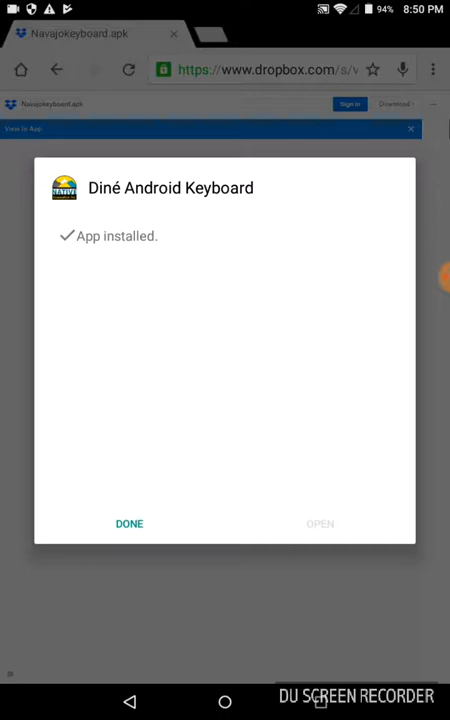 94% 8:50 PM
Navajokeyboard.apk
https://www.dropbox.com/s/v
Navajokeyboard.apk Sign in Download
View in App
NATIVE
Diné Android Keyboard
App installed.
DONE OPEN
DU SCREEN RECORDER